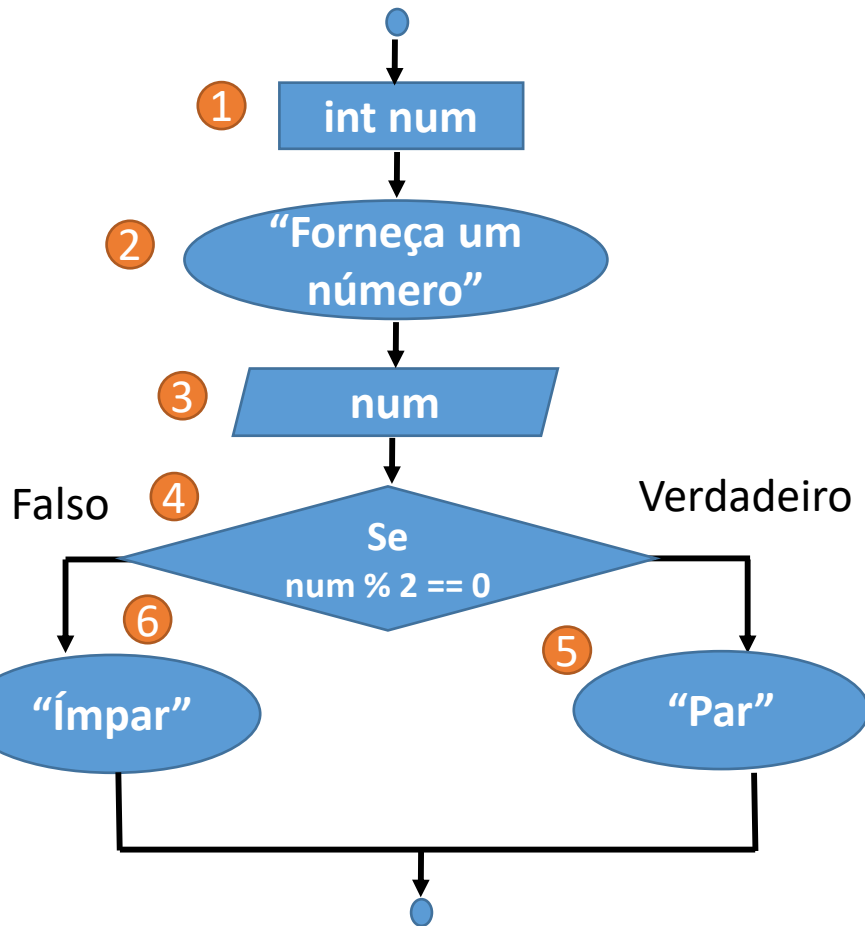 1
int num
2
“Forneça um
número”
3
num
4
Falso
Verdadeiro
Se
num % 2 == 0
6
5
“Ímpar”
“Par”